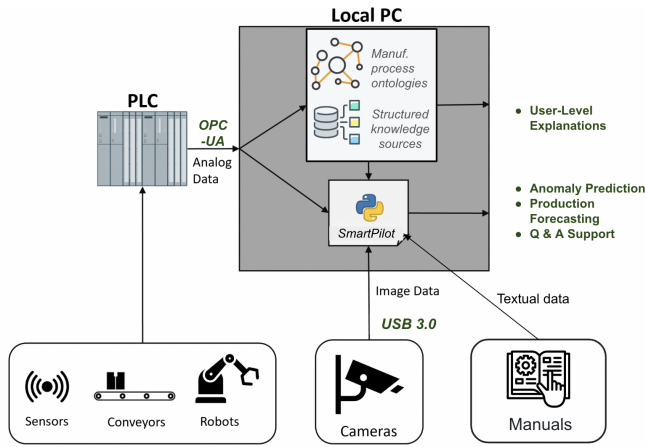 Local PC
Manuf.
process
ontologies
Structured
knowledge
sources
PLC
OPC
-UA
Analog
Data
SmartPilot
● User-Level
Explanations
● Anomaly Prediction
● Production
Forecasting
● Q & A Support
Image Data
USB 3.0
Textual data
Sensors
Conveyors
Robots
Cameras
Manuals